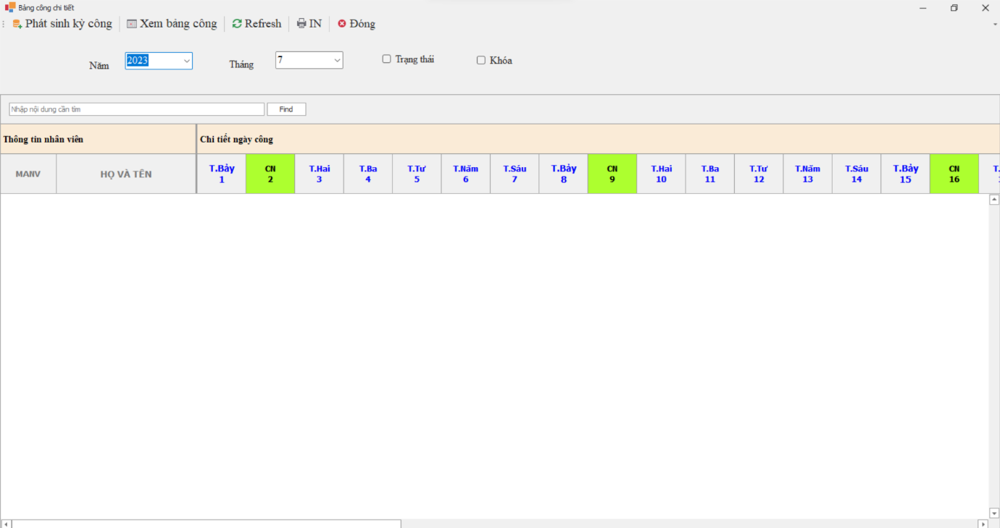 Bảng công chi tiết
Phát sinh kỳ công Xem bảng công Refresh IN Đóng
Năm 2023 Tháng 7 Trạng thái Khóa
Nhập nội dung cần tìm Find
Thông tin nhân viên Chi tiết ngày công
MANV HỌ VÀ TÊN T.Bảy CN T.Hai T.Ba T.Tư T.Năm T.Sáu T.Bảy CN T.Hai T.Ba T.Tư T.Năm T.Sáu T.Bảy CN
1 2 3 4 5 6 7 8 9 10 11 12 13 14 15 16